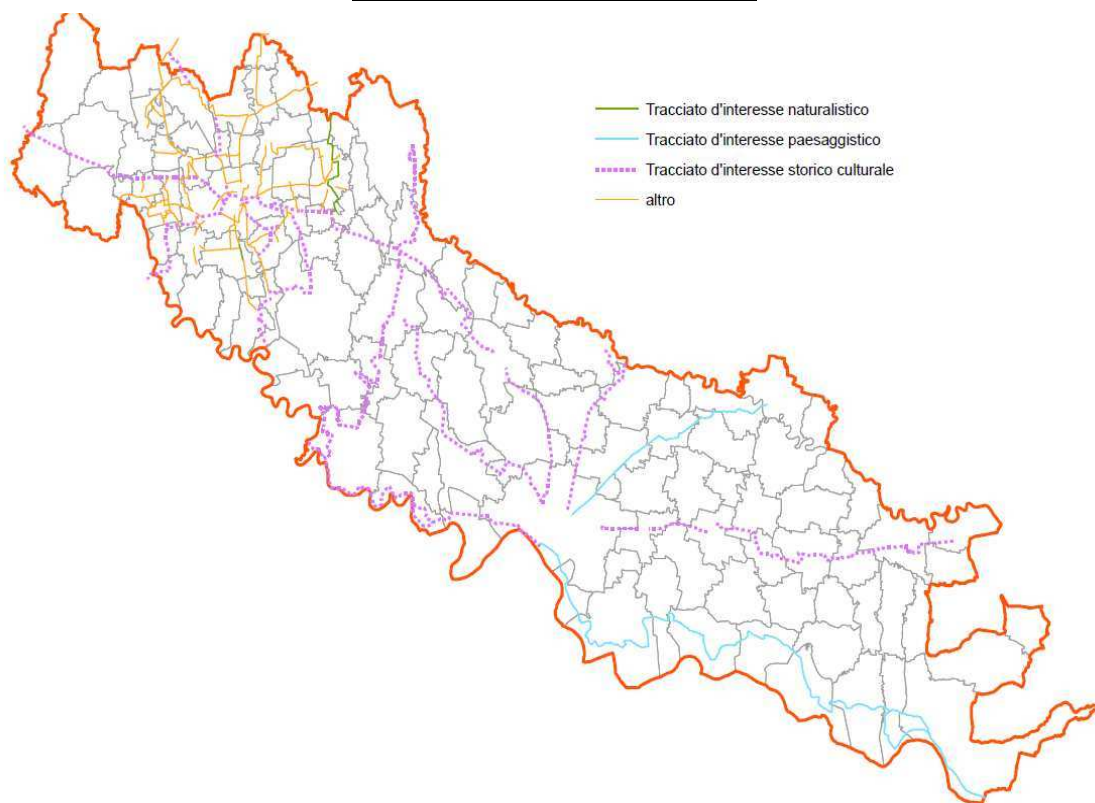 Tracciato d'interesse naturalistico
Tracciato d'interesse paesaggistico
Tracciato d'interesse storico culturale
altro